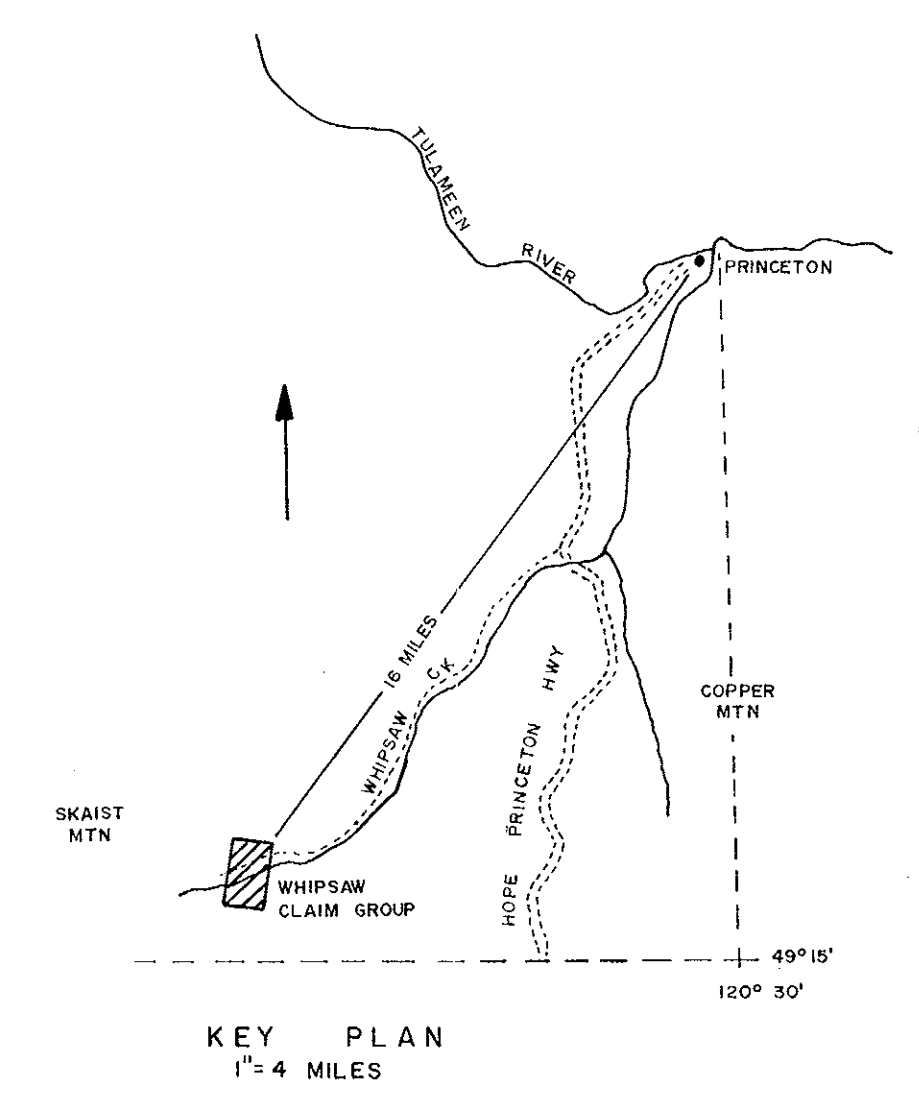 TULAMEEN
RIVER
PRINCETON
16 MILES
WHIPSAW CK
HOPE PRINCETON HWY
COPPER
MTN
SKAIST
MTN
WHIPSAW
CLAIM GROUP
49° 15'
120° 30'
KEY PLAN
1" = 4 MILES